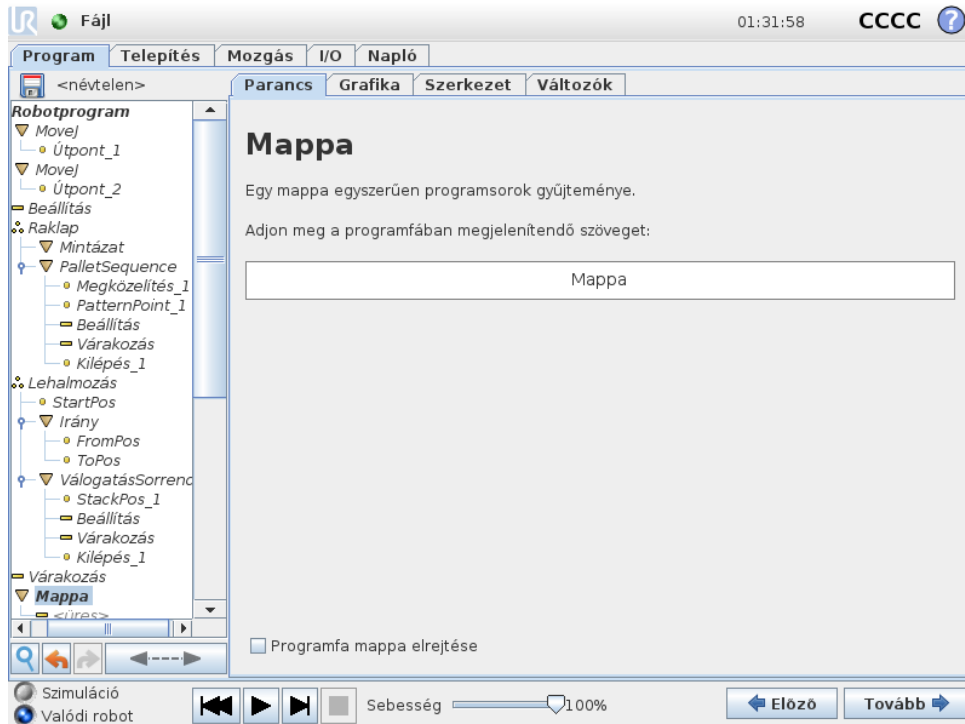 UR Fájl 01:31:58 CCCC ?
Program Telepítés Mozgás I/O Napló
<névtelen>
Parancs Grafika Szerkezet Változók
Robotprogram
MoveJ
Útpont_1
MoveJ
Útpont_2
Beállítás
Raklap
Mintázat
PalletSequence
Megközelítés_1
PatternPoint_1
Beállítás
Várakozás
Kilépés_1
Lehalmozás
StartPos
Irány
FromPos
ToPos
VálogatásSorrend
StackPos_1
Beállítás
Várakozás
Kilépés_1
Várakozás
Mappa
<üres>
Mappa
Egy mappa egyszerűen programsorok gyűjteménye.
Adjon meg a programfában megjelenítendő szöveget:
Mappa
Programfa mappa elrejtése
Szimuláció
Valódi robot
Sebesség 100%
Előző Tovább